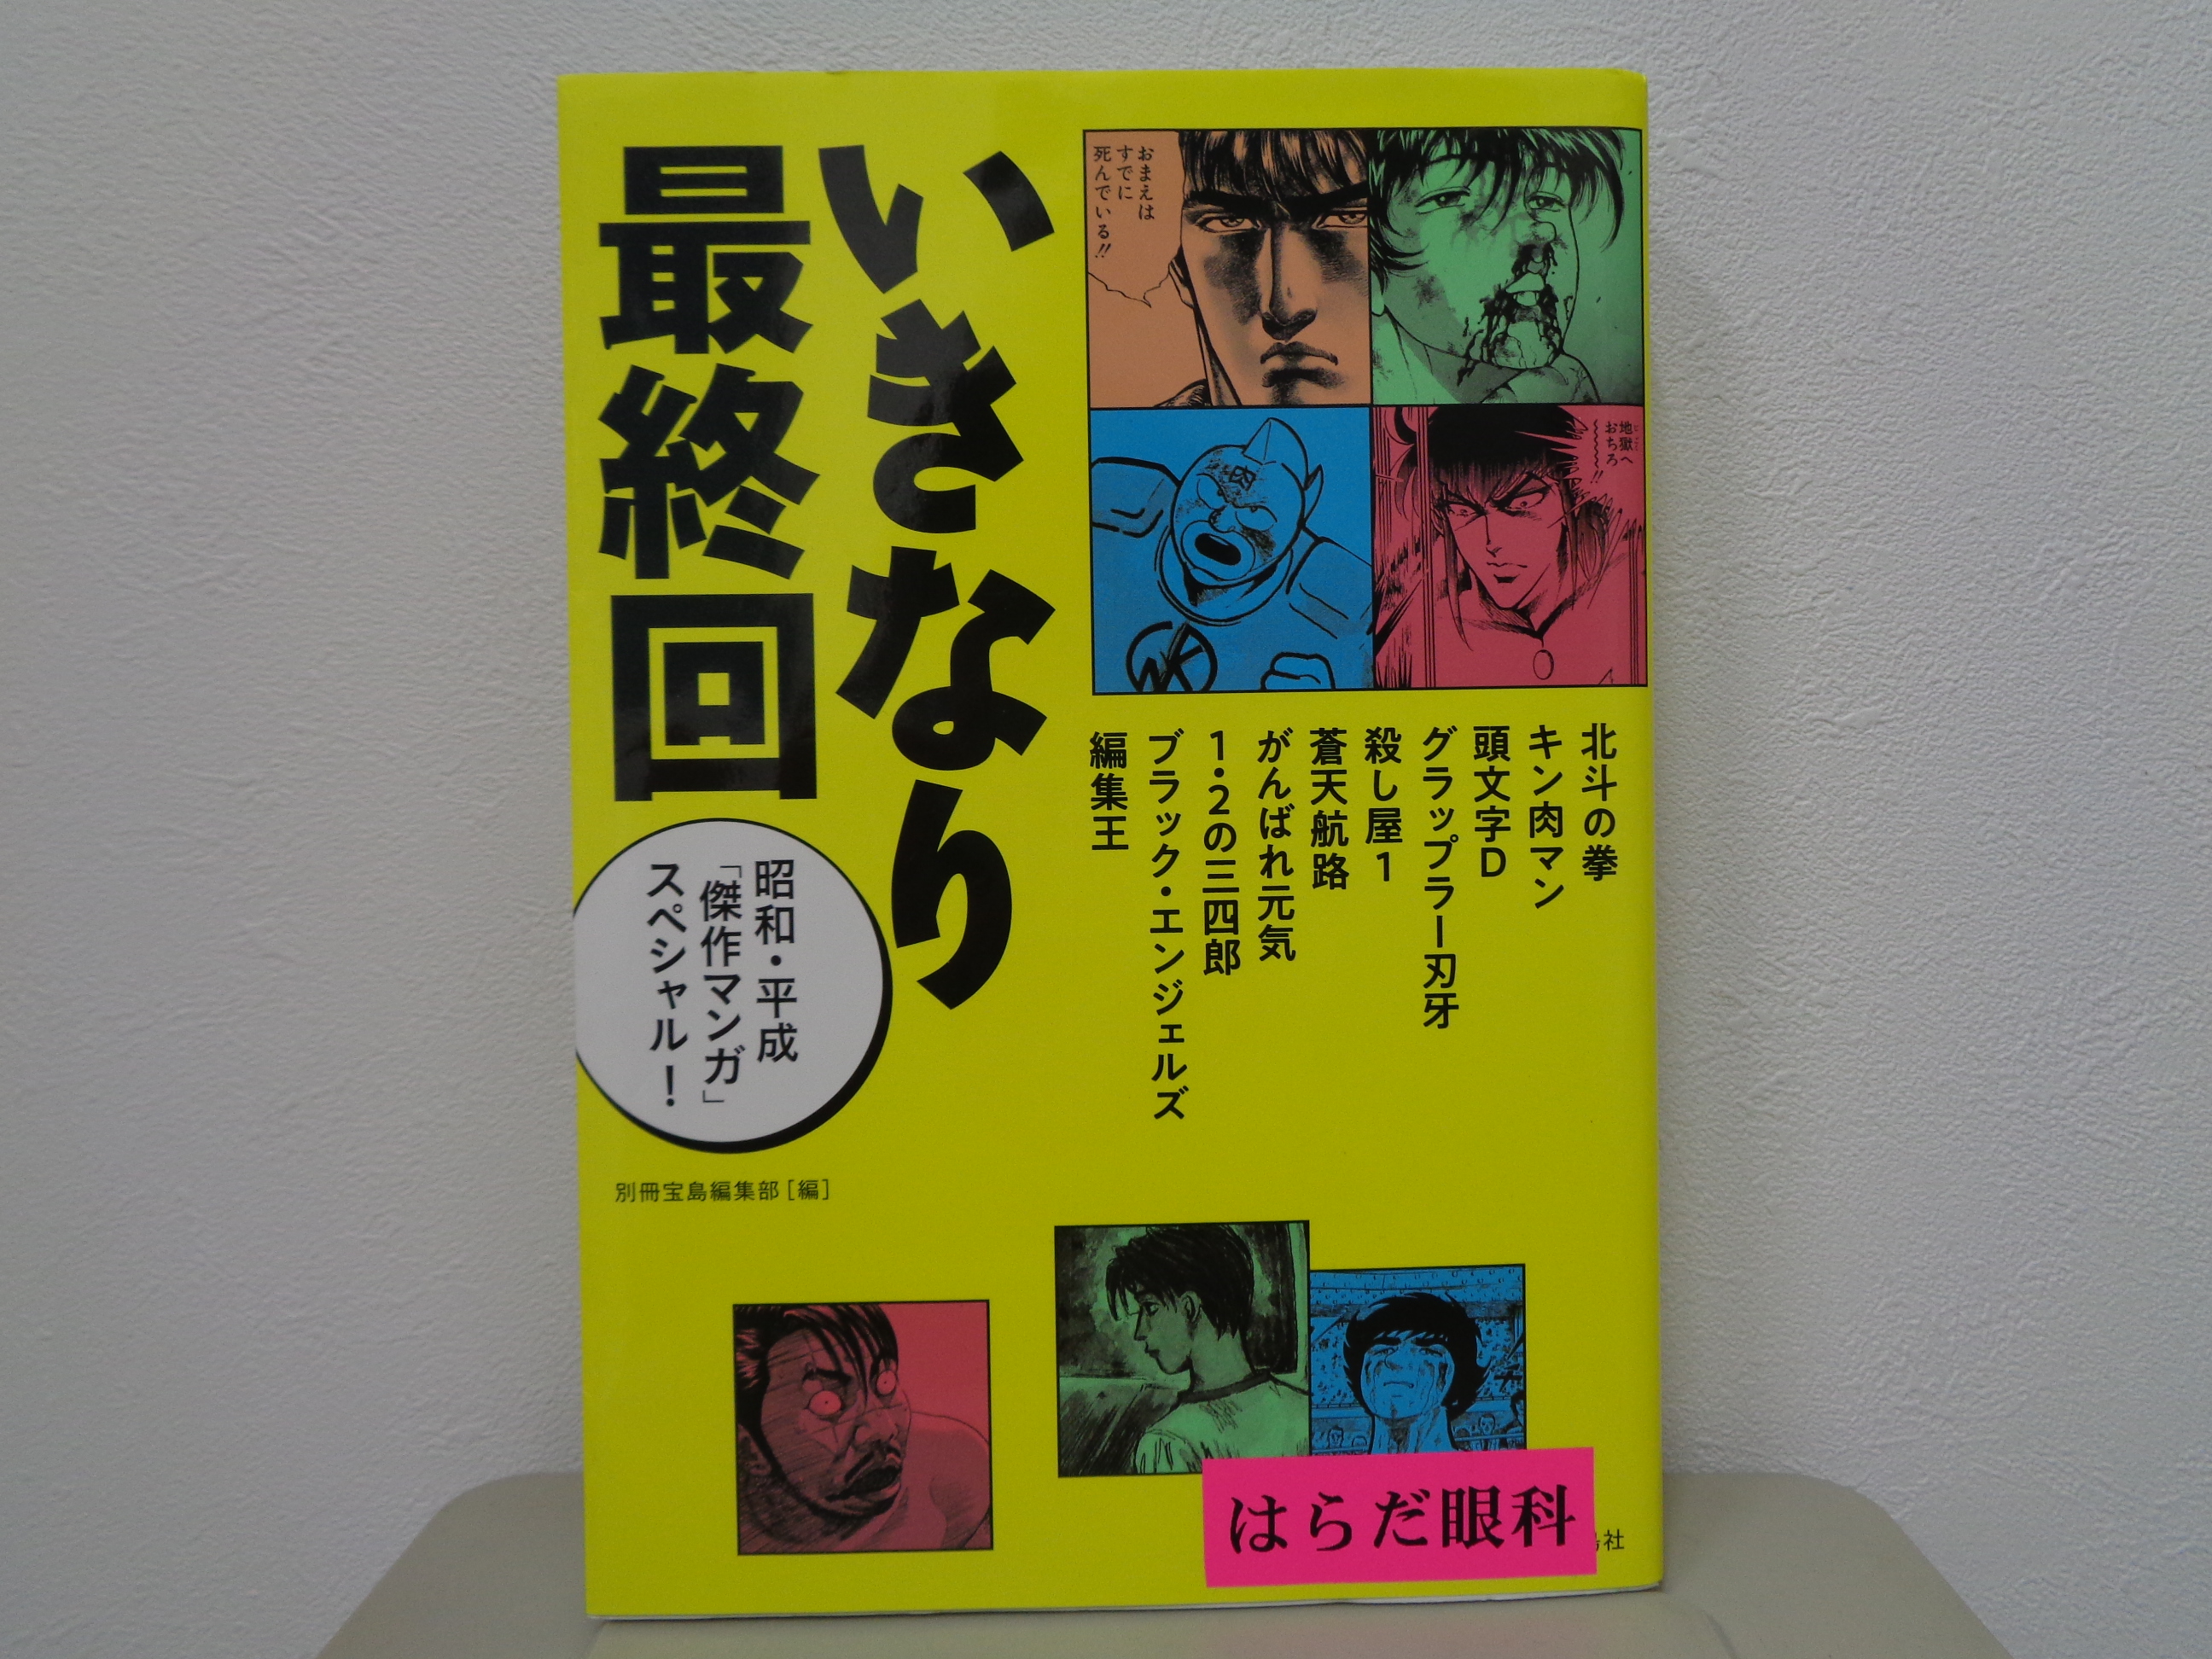 いきなり
最終回
昭和・平成
「傑作マンガ」
スペシャル！
別冊宝島編集部［編］
おまえは
すでに
死んでいる!!
肉
地獄へ
おちろ
!!
北斗の拳
キン肉マン
頭文字D
グラップラー刃牙
殺し屋1
蒼天航路
がんばれ元気
1・2の三四郎
ブラック・エンジェルズ
編集王
はらだ眼科
島社